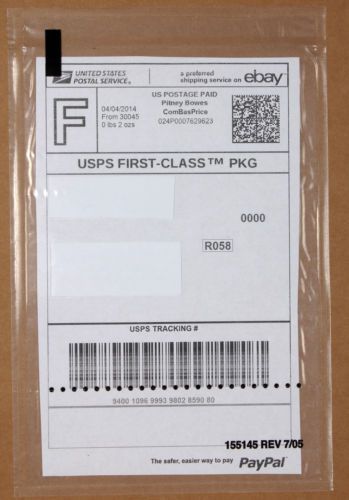 UNITED STATES
POSTAL SERVICE®
a preferred
shipping service on ebay
F
04/04/2014
From 30045
0 lbs 2 ozs
US POSTAGE PAID
Pitney Bowes
ComBasPrice
024P0007629623
USPS FIRST-CLASS™ PKG
0000
R058
USPS TRACKING #
9400 1096 9993 9802 8590 80
155145 REV 7/05
The safer, easier way to pay PayPal